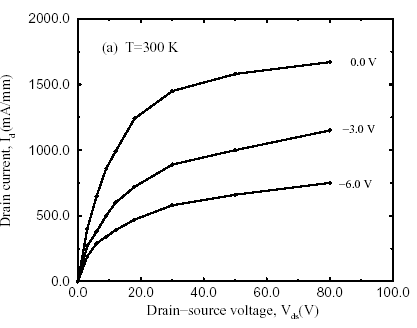 2000.0
(a) T=300 K
0.0 V
1500.0
Drain current, I_d(mA/mm)
−3.0 V
1000.0
−6.0 V
500.0
0.0
0.0 20.0 40.0 60.0 80.0 100.0
Drain−source voltage, V_ds(V)